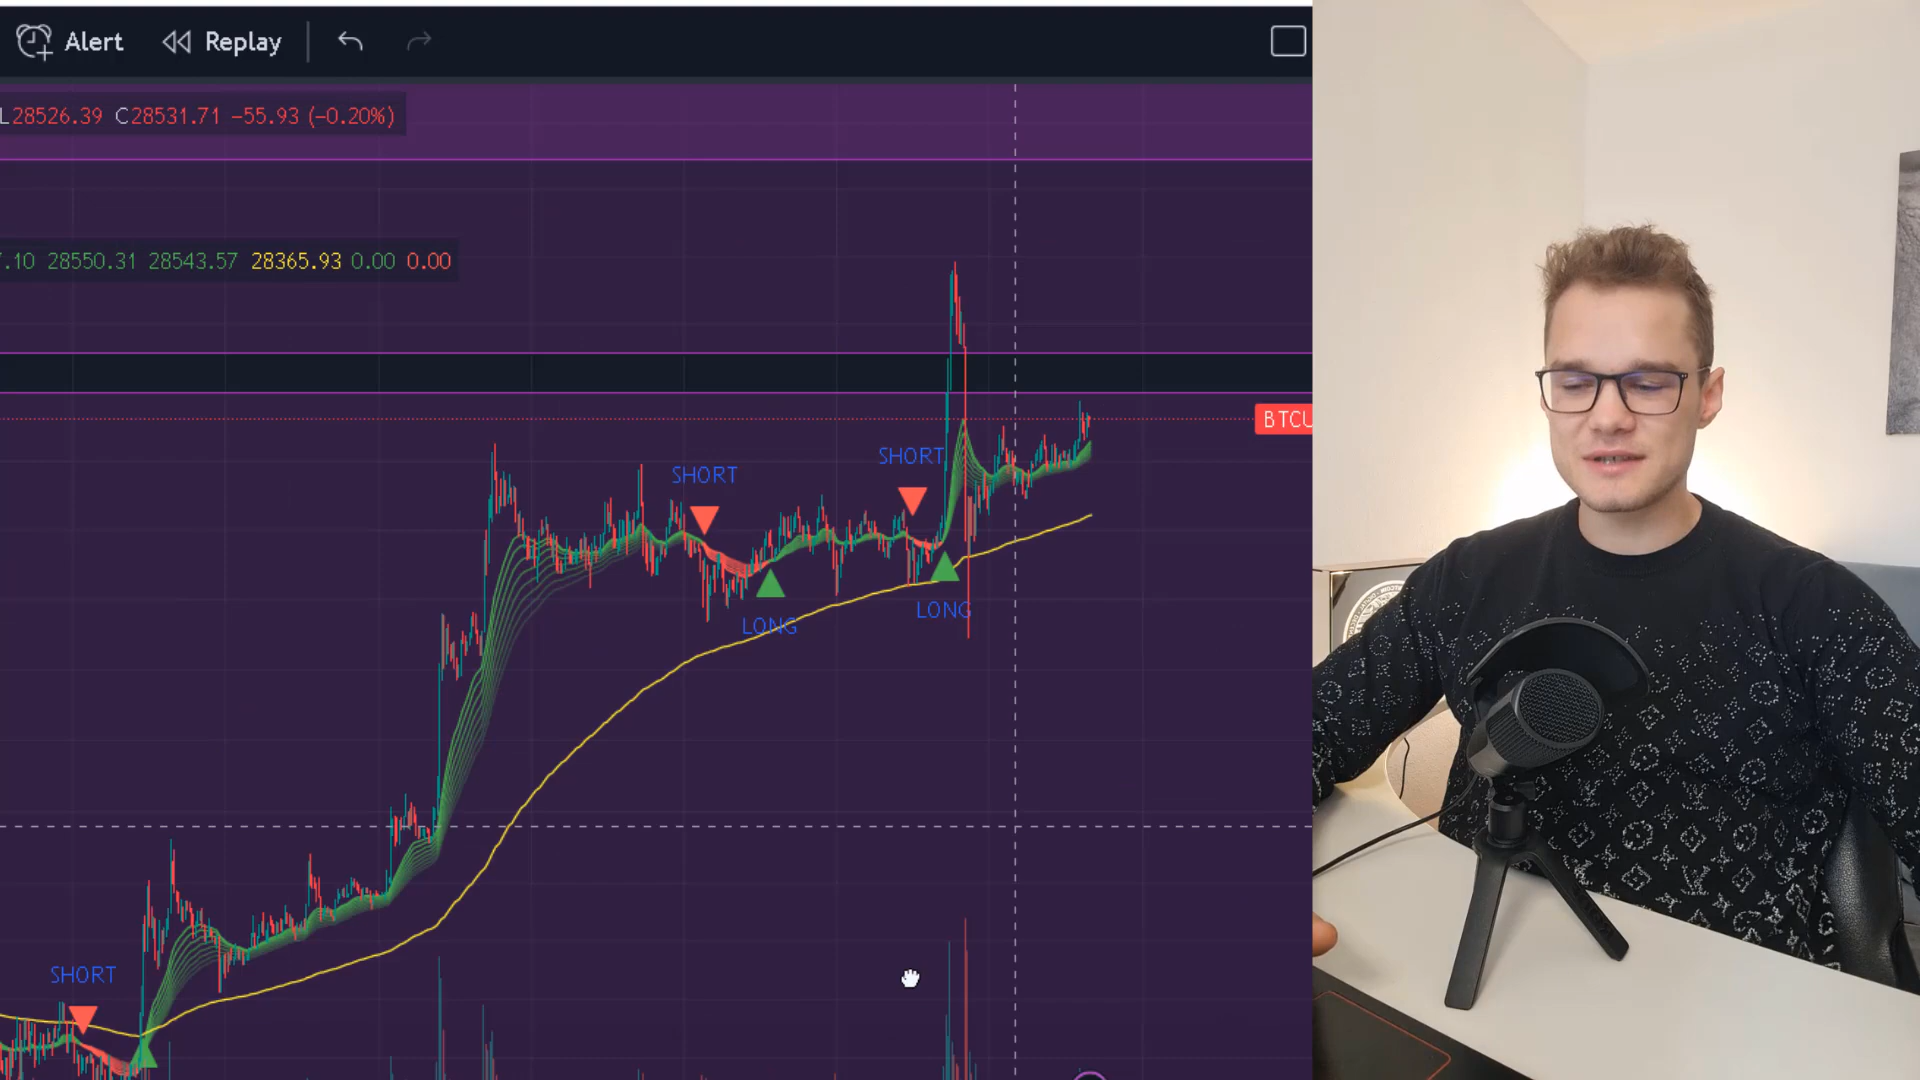 Alert Replay
L28526.39 C28531.71 −55.93 (−0.20%)
.10 28550.31 28543.57 28365.93 0.00 0.00
BTCU
SHORT
SHORT
LONG
LONG
SHORT